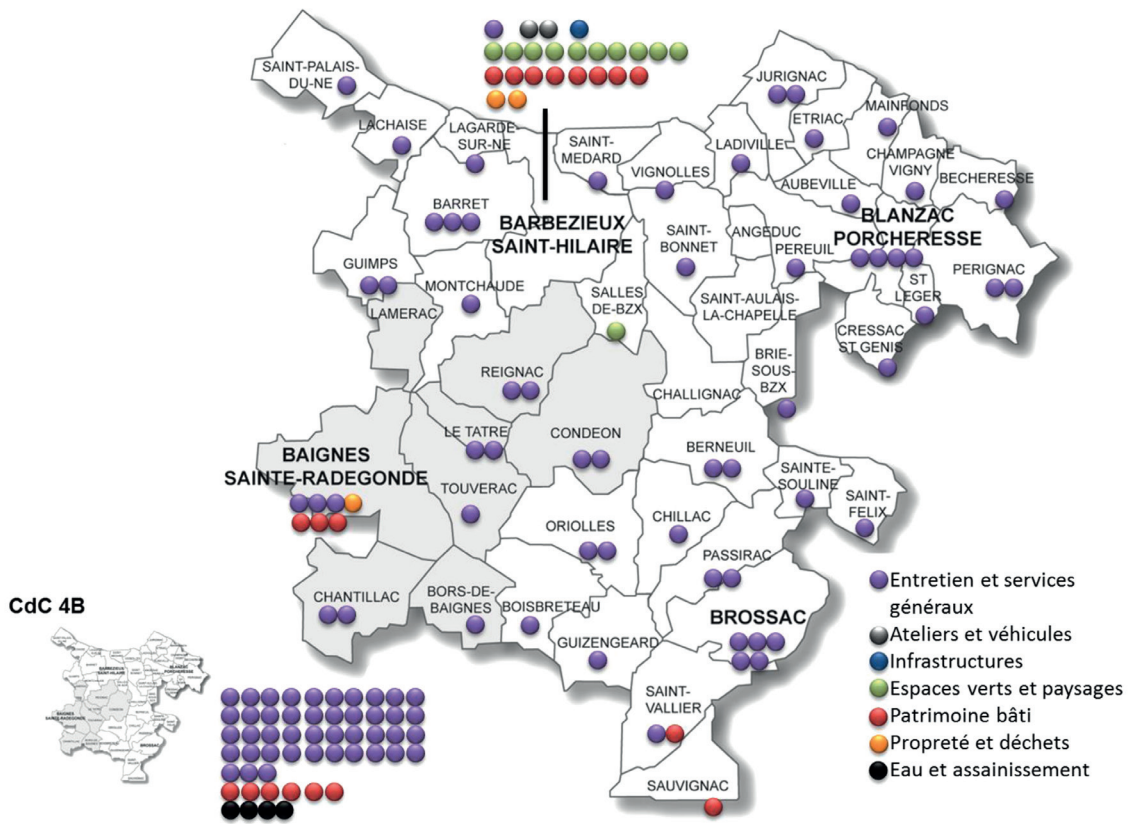 SAINT-PALAIS-
DU-NE
LACHAISE
LAGARDE-
SUR-NE
SAINT-
MEDARD
VIGNOLLES
LADIVILLE
JURIGNAC
ETRIAC
MAINFONDS
CHAMPAGNE
VIGNY
BECHERESSE
AUBEVILLE
BARRET
BARBEZIEUX
SAINT-HILAIRE
SAINT-
BONNET
ANGEDUC
PEREUIL
BLANZAC
PORCHERESSE
PERIGNAC
ST
LEGER
CRESSAC
ST GENIS
GUIMPS
MONTCHAUDE
LAMERAC
SALLES
DE-BZX
SAINT-AULAIS-
LA-CHAPELLE
BRIE-
SOUS-
BZX
REIGNAC
CHALLIGNAC
LE TATRE
CONDEON
BERNEUIL
BAIGNES
SAINTE-RADEGONDE
TOUVERAC
SAINTE-
SOULINE
SAINT-
FELIX
ORIOLLES
CHILLAC
PASSIRAC
CHANTILLAC
BORS-DE-
BAIGNES
BOISBRETEAU
GUIZENGEARD
BROSSAC
SAINT-
VALLIER
SAUVIGNAC
CdC 4B
Entretien et services
généraux
Ateliers et véhicules
Infrastructures
Espaces verts et paysages
Patrimoine bâti
Propreté et déchets
Eau et assainissement